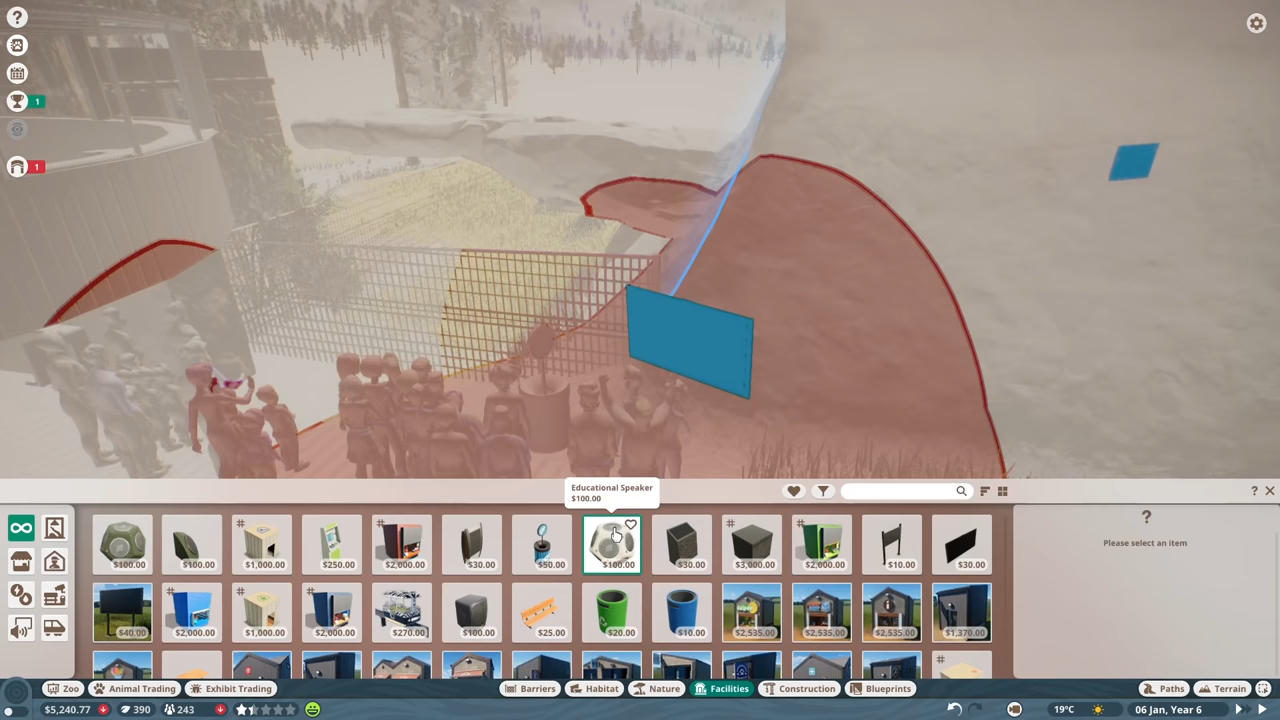 ?
1
1
Educational Speaker
$100.00
?
$100.00 $100.00 # $1,000.00 $250.00 # $2,000.00 $30.00 $50.00 $100.00 $30.00 # $3,000.00 # $2,000.00 $10.00 $30.00
?
Please select an item
$40.00 # $2,000.00 # $1,000.00 # $2,000.00 $270.00 $100.00 $25.00 $20.00 $10.00 $2,535.00 $2,535.00 $2,535.00 $1,370.00
#
Zoo Animal Trading Exhibit Trading Barriers Habitat Nature Facilities Construction Blueprints Paths Terrain
$5,240.77 390 243 19°C 06 Jan, Year 6